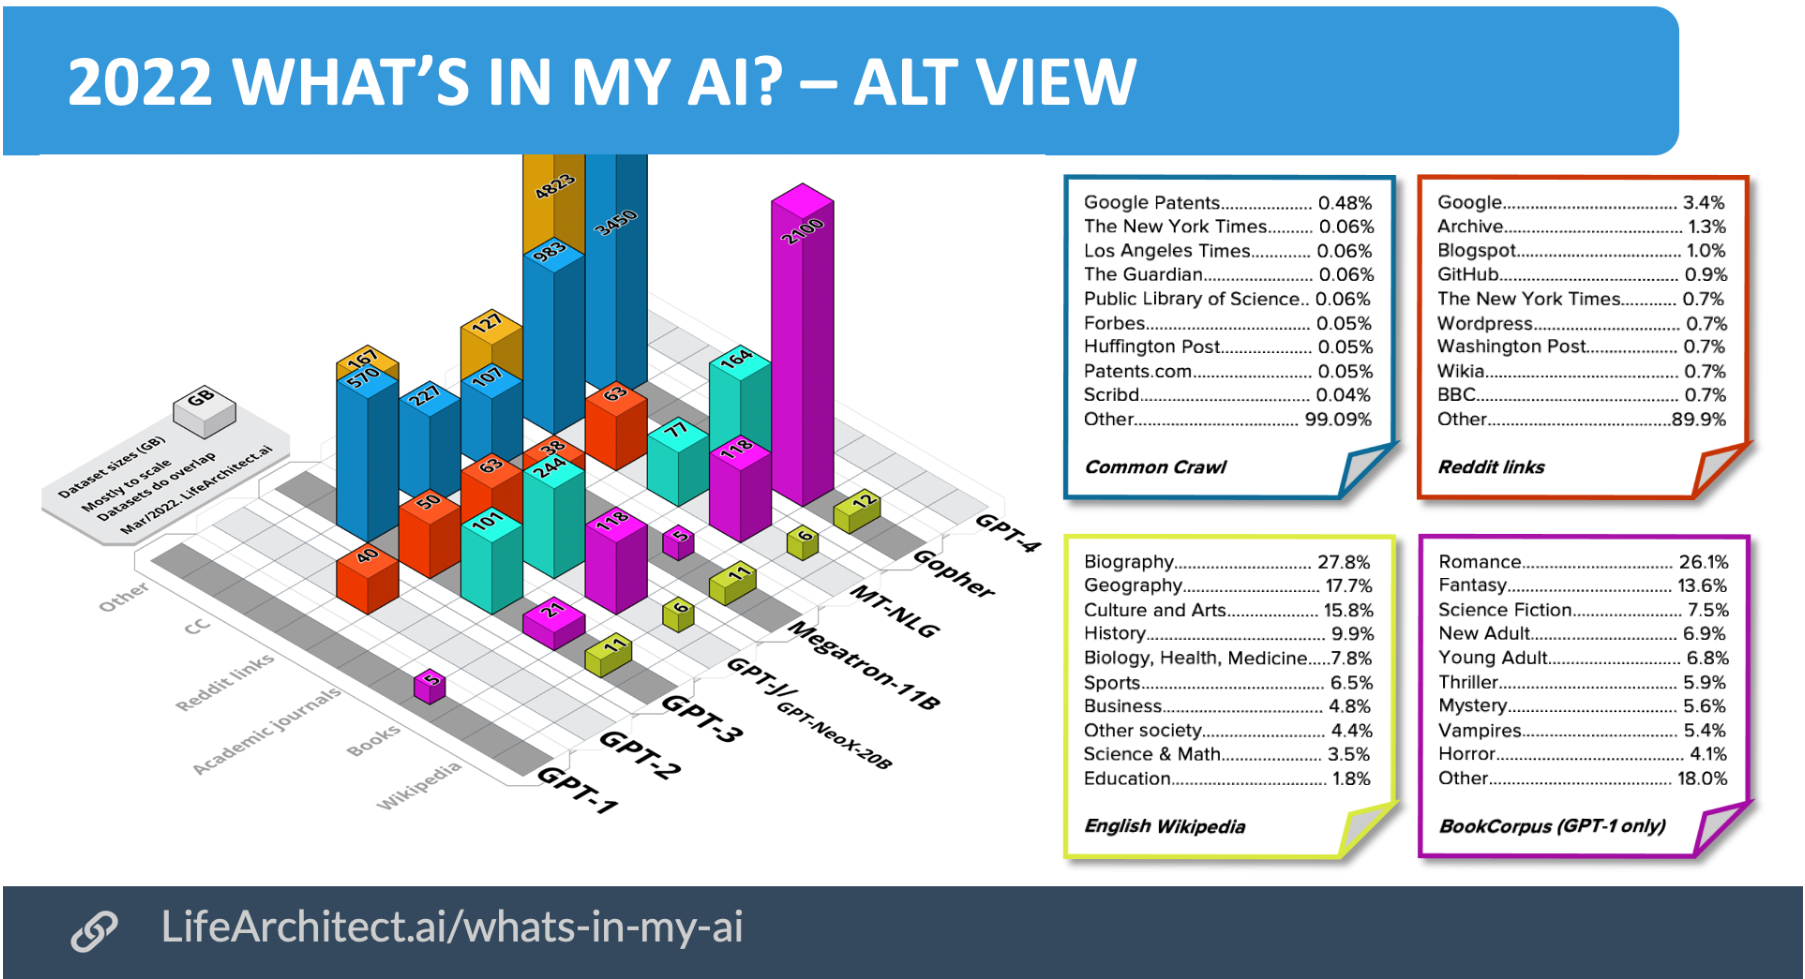 2022 WHAT'S IN MY AI? – ALT VIEW
4823
3450
983
2100
127
167
570
227
107
164
63
77
38
244
118
63
50
101
118
40
12
5
6
11
21
6
11
5
GB
Dataset sizes (GB)
Mostly to scale
Datasets do overlap
Mar/2022. LifeArchitect.ai
Other
CC
Reddit links
Academic journals
Books
Wikipedia
GPT-4
Gopher
MT-NLG
Megatron-11B
GPT-J/ GPT-NeoX-20B
GPT-3
GPT-2
GPT-1
Google Patents.................... 0.48%
The New York Times.......... 0.06%
Los Angeles Times............. 0.06%
The Guardian........................ 0.06%
Public Library of Science.. 0.06%
Forbes.................................... 0.05%
Huffington Post.................... 0.05%
Patents.com.......................... 0.05%
Scribd..................................... 0.04%
Other.................................... 99.09%
Common Crawl
Google..................................... 3.4%
Archive..................................... 1.3%
Blogspot................................... 1.0%
GitHub....................................... 0.9%
The New York Times............ 0.7%
Wordpress............................... 0.7%
Washington Post.................... 0.7%
Wikia......................................... 0.7%
BBC........................................... 0.7%
Other.......................................89.9%
Reddit links
Biography............................. 27.8%
Geography........................... 17.7%
Culture and Arts................... 15.8%
History..................................... 9.9%
Biology, Health, Medicine.....7.8%
Sports...................................... 6.5%
Business................................. 4.8%
Other society......................... 4.4%
Science & Math...................... 3.5%
Education................................ 1.8%
English Wikipedia
Romance................................. 26.1%
Fantasy................................... 13.6%
Science Fiction........................ 7.5%
New Adult................................ 6.9%
Young Adult............................. 6.8%
Thriller....................................... 5.9%
Mystery..................................... 5.6%
Vampires.................................. 5.4%
Horror........................................ 4.1%
Other....................................... 18.0%
BookCorpus (GPT-1 only)
LifeArchitect.ai/whats-in-my-ai